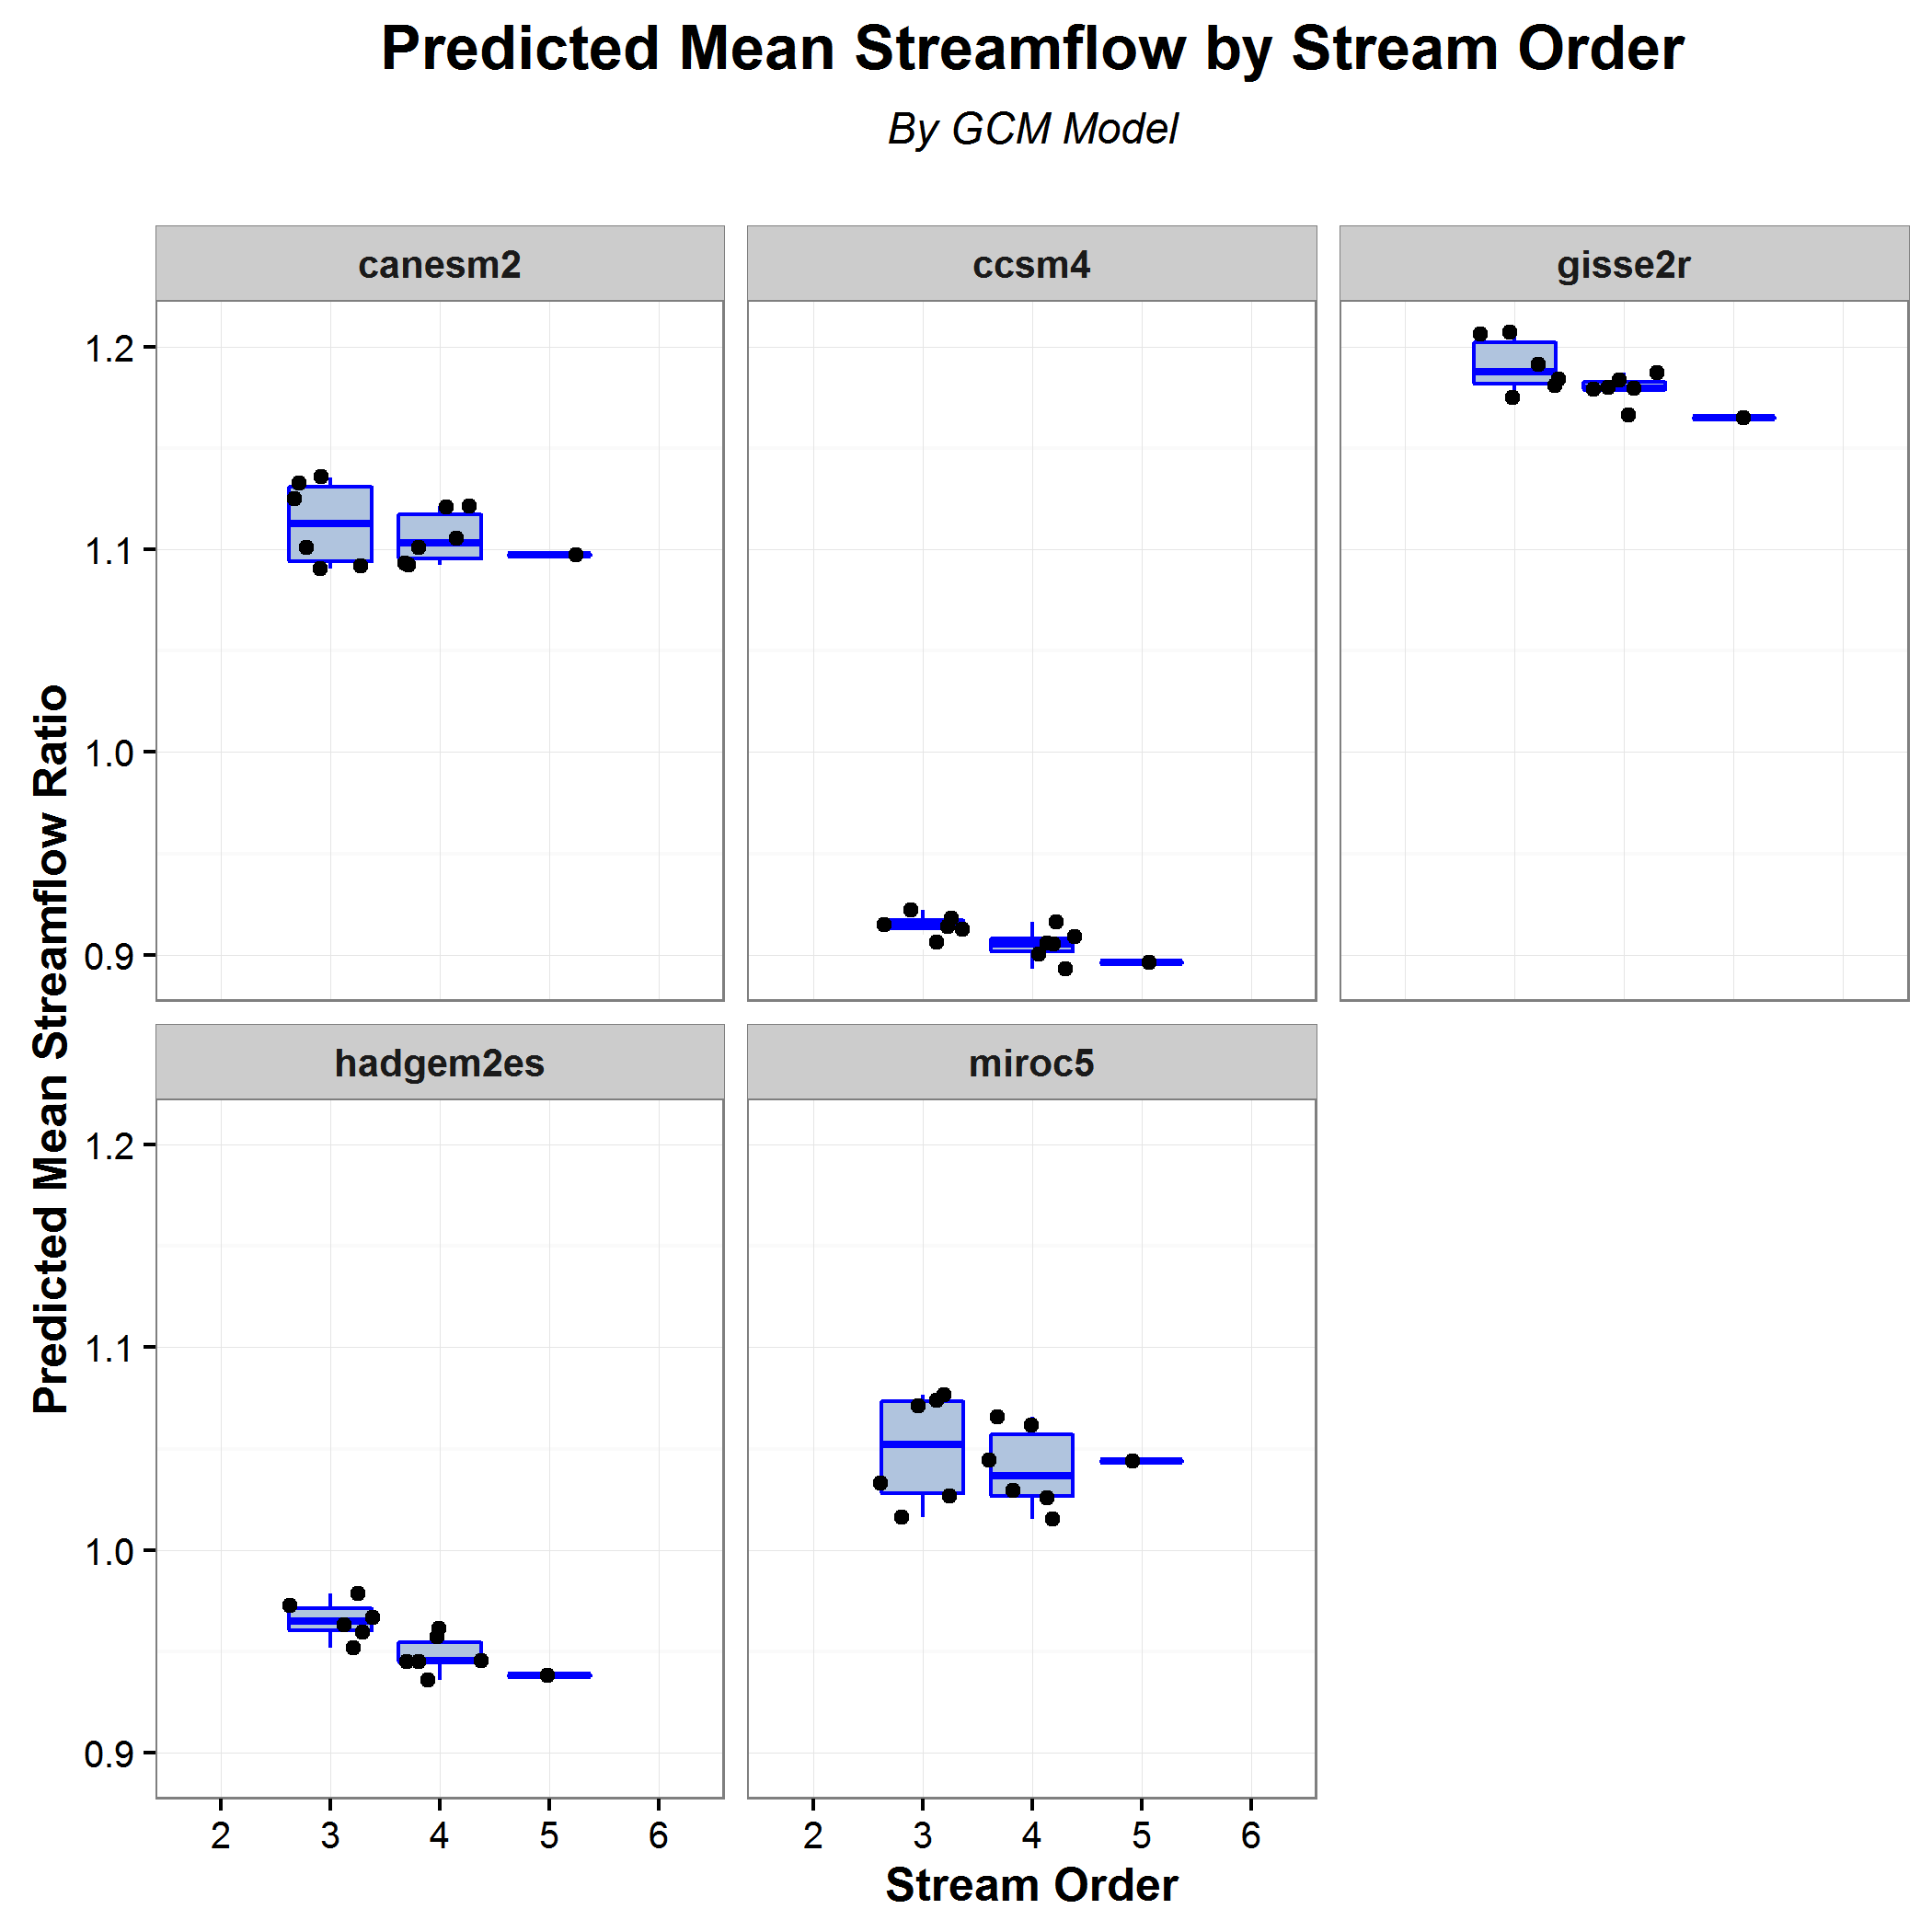 Predicted Mean Streamflow by Stream Order
By GCM Model
canesm2
ccsm4
gisse2r
1.2
1.1
1.0
0.9
Predicted Mean Streamflow Ratio
hadgem2es
miroc5
1.2
1.1
1.0
0.9
2 3 4 5 6
2 3 4 5 6
Stream Order